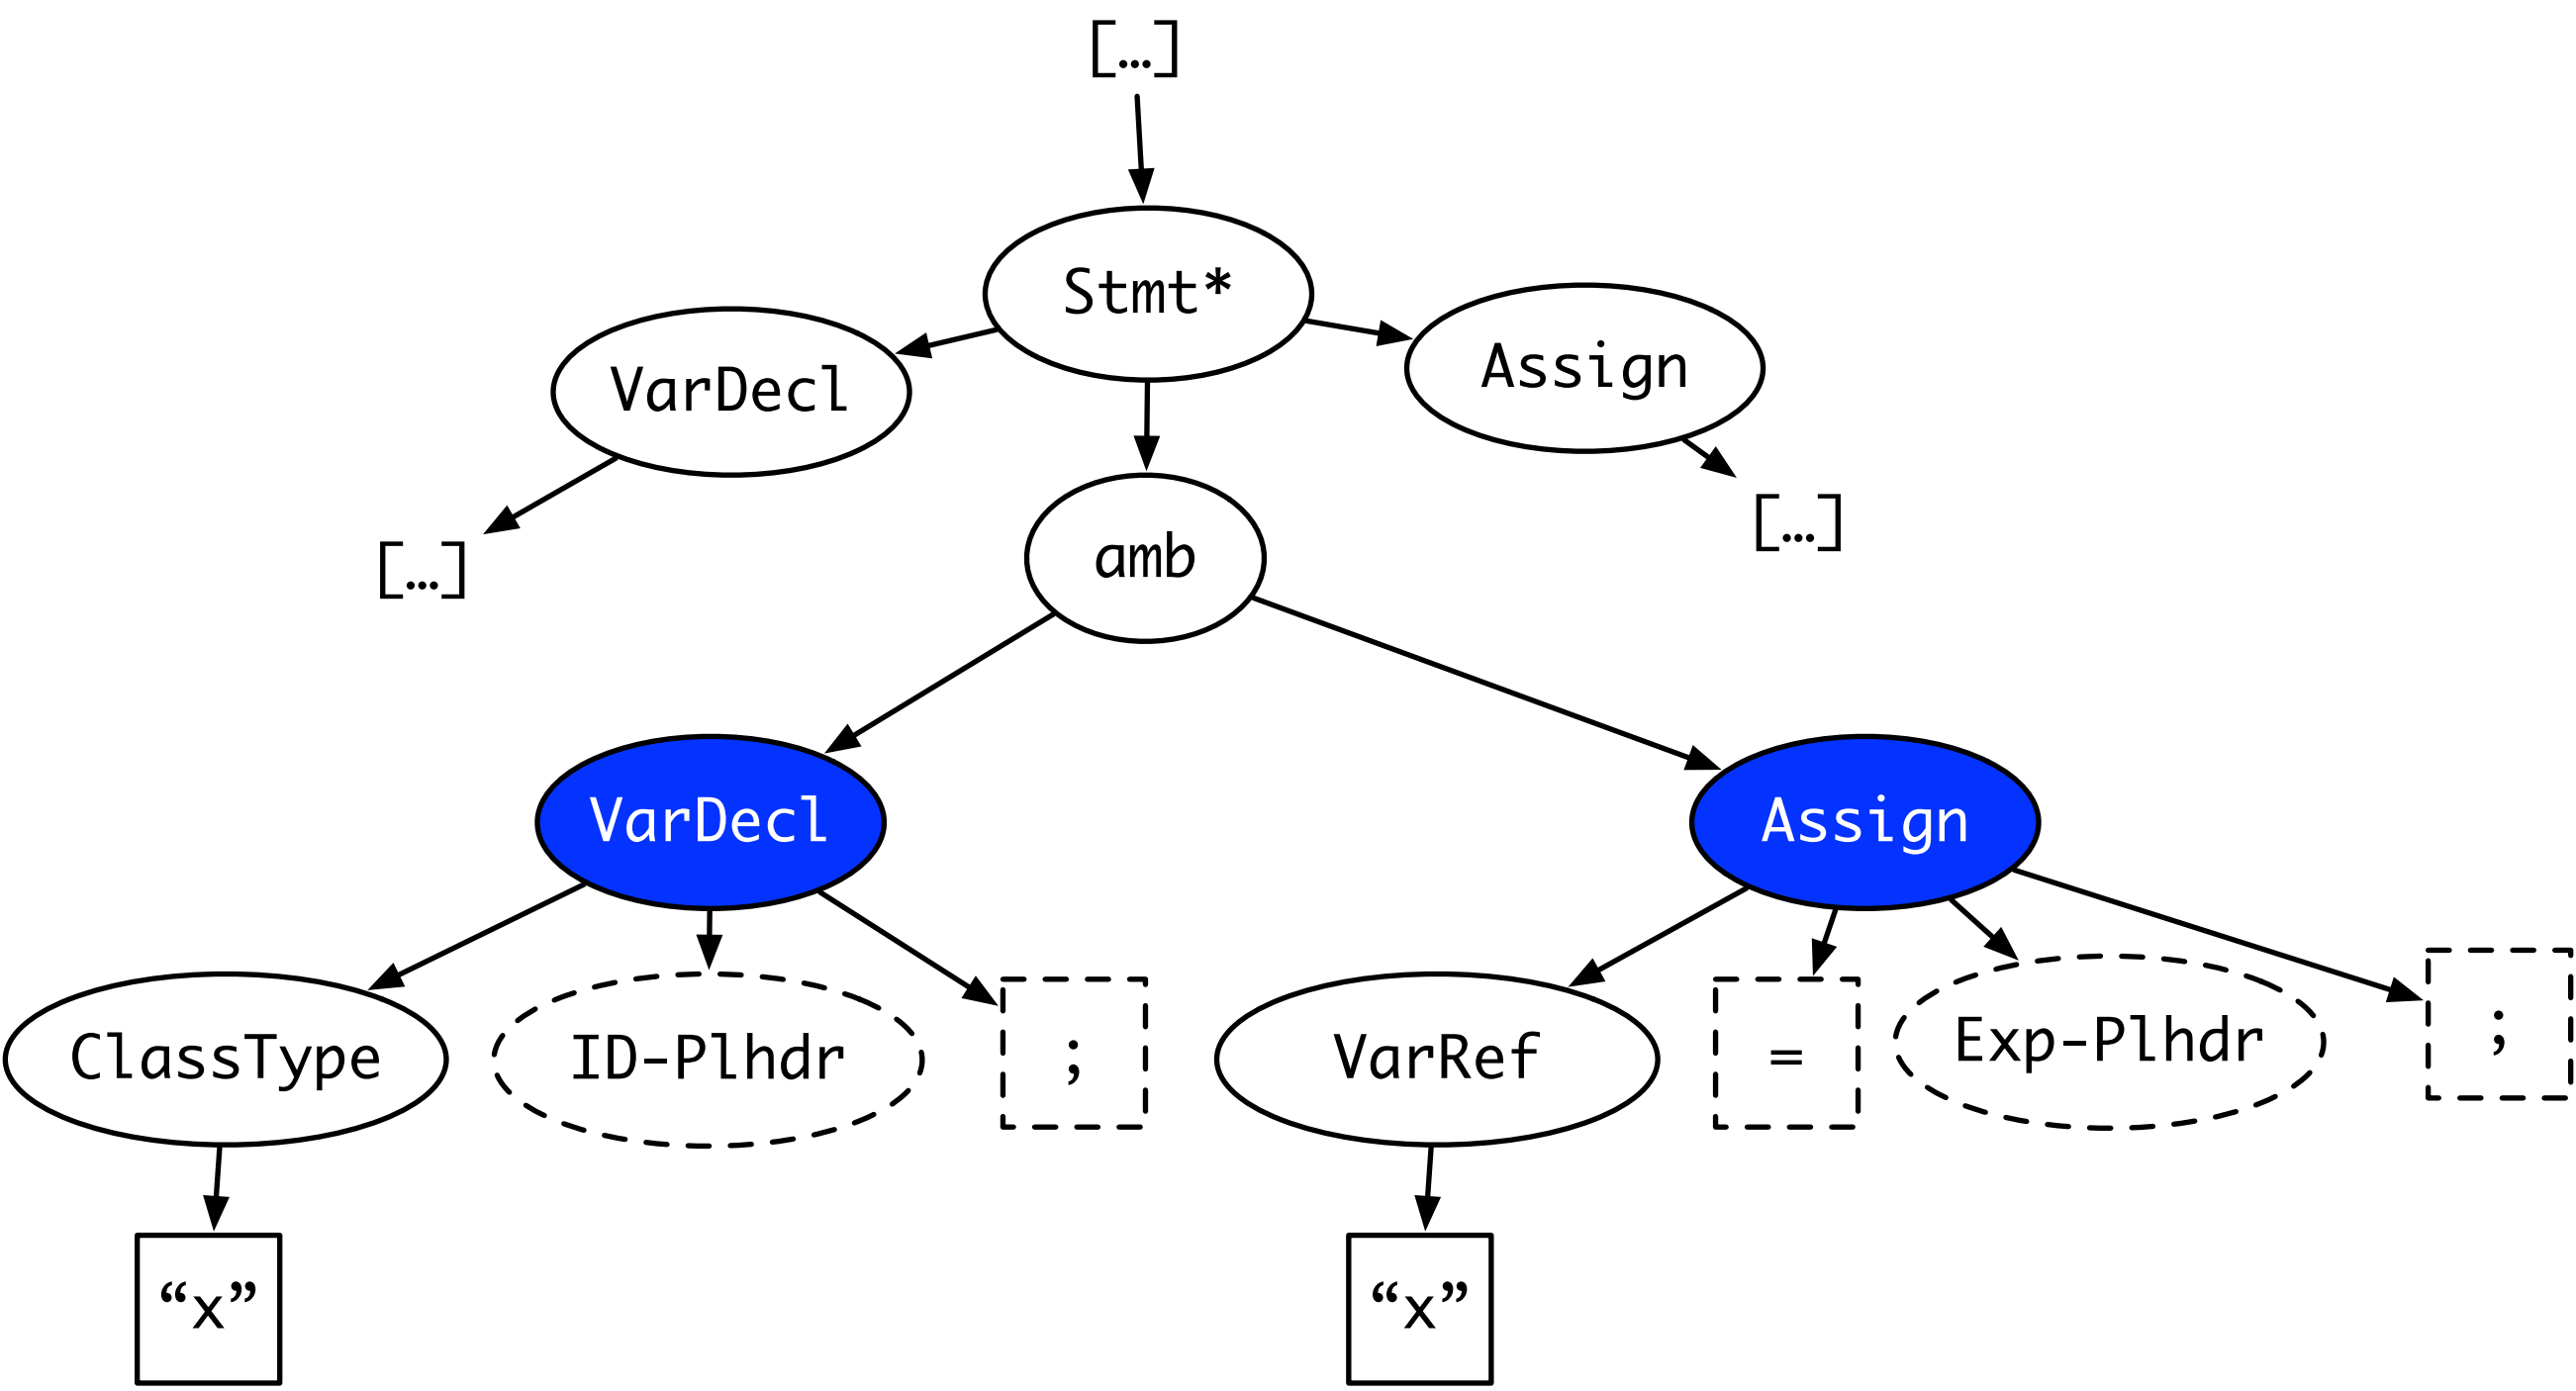 […]
Stmt*
VarDecl
Assign
[…]
[…]
amb
VarDecl
Assign
ClassType
ID-Plhdr
;
VarRef
=
Exp-Plhdr
;
“x”
“x”